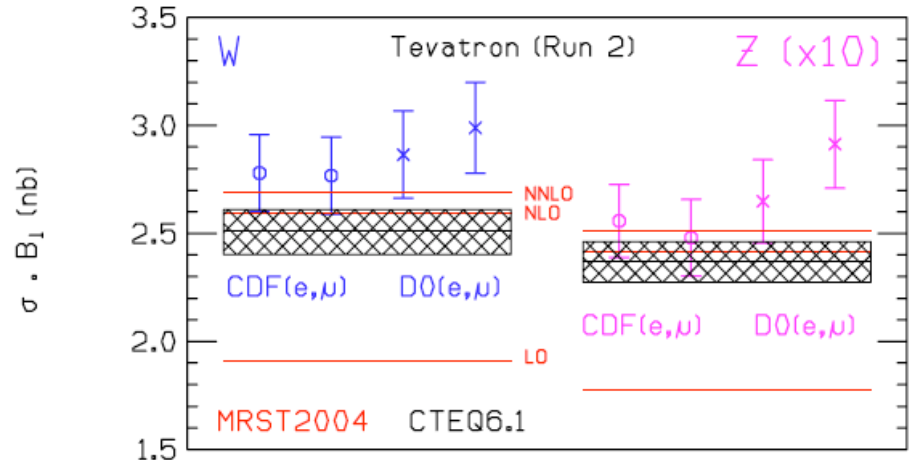 3.5
W
Tevatron (Run 2)
Z (x10)
3.0
σ . B_l (nb)
NNLO
NLO
2.5
CDF(e,μ)
D0(e,μ)
CDF(e,μ)
D0(e,μ)
2.0
LO
MRST2004
CTEQ6.1
1.5